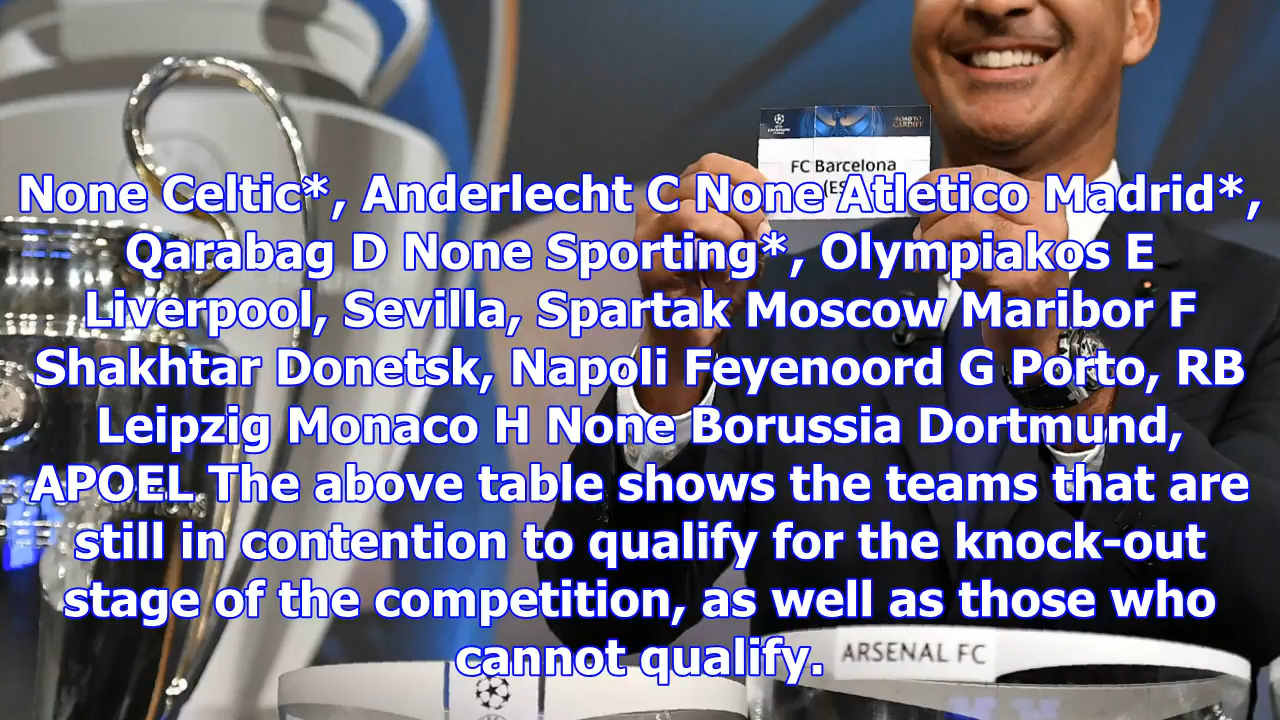 ROAD TO
CARDIFF
FC Barcelona
None Celtic*, Anderlecht C None Atletico Madrid*,
Qarabag D None Sporting*, Olympiakos E
Liverpool, Sevilla, Spartak Moscow Maribor F
Shakhtar Donetsk, Napoli Feyenoord G Porto, RB
Leipzig Monaco H None Borussia Dortmund,
APOEL The above table shows the teams that are
still in contention to qualify for the knock-out
stage of the competition, as well as those who
cannot qualify.
ARSENAL FC